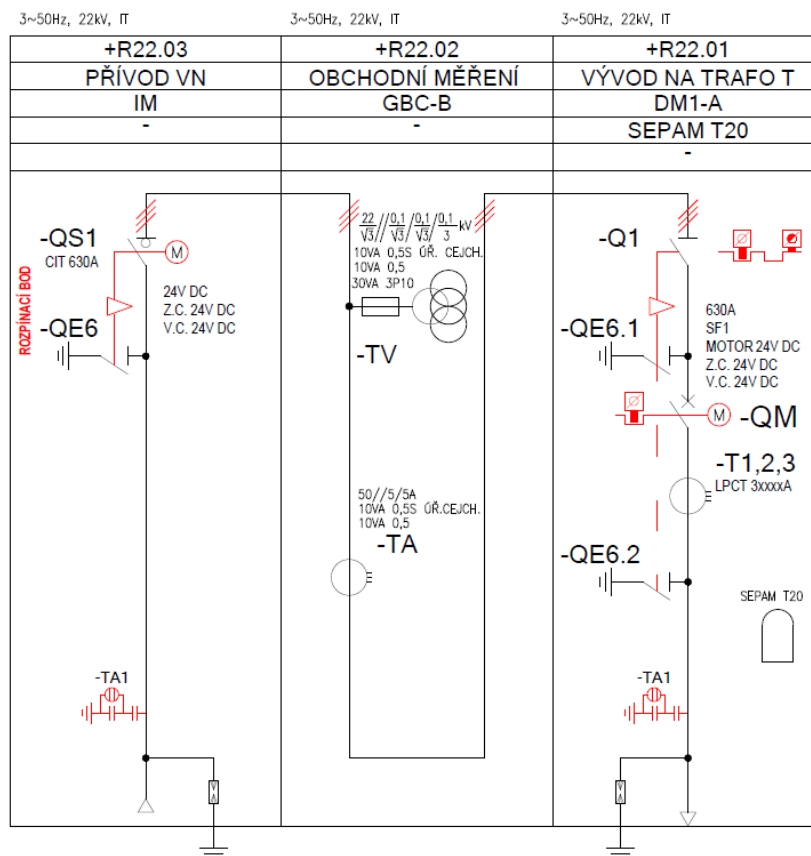 3~50Hz, 22kV, IT
3~50Hz, 22kV, IT
3~50Hz, 22kV, IT
+R22.03
+R22.02
+R22.01
PŘÍVOD VN
OBCHODNÍ MĚŘENÍ
VÝVOD NA TRAFO T
IM
GBC-B
DM1-A
-
-
SEPAM T20
-
ROZPÍNACÍ BOD
-QS1
CIT 630A
M
24V DC
Z.C. 24V DC
V.C. 24V DC
-QE6
-TA1
22/√3//0,1/√3/0,1/√3/0,1/3 kV
10VA 0,5S ÚŘ. CEJCH.
10VA 0,5
30VA 3P10
-TV
50//5/5A
10VA 0,5S ÚŘ.CEJCH.
10VA 0,5
-TA
-Q1
-QE6.1
630A
SF1
MOTOR 24V DC
Z.C. 24V DC
V.C. 24V DC
M
-QM
-T1,2,3
LPCT 3xxxxA
-QE6.2
SEPAM T20
-TA1